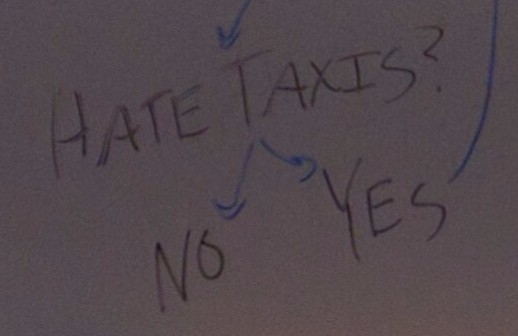 HATE TAXIS?
NO YES